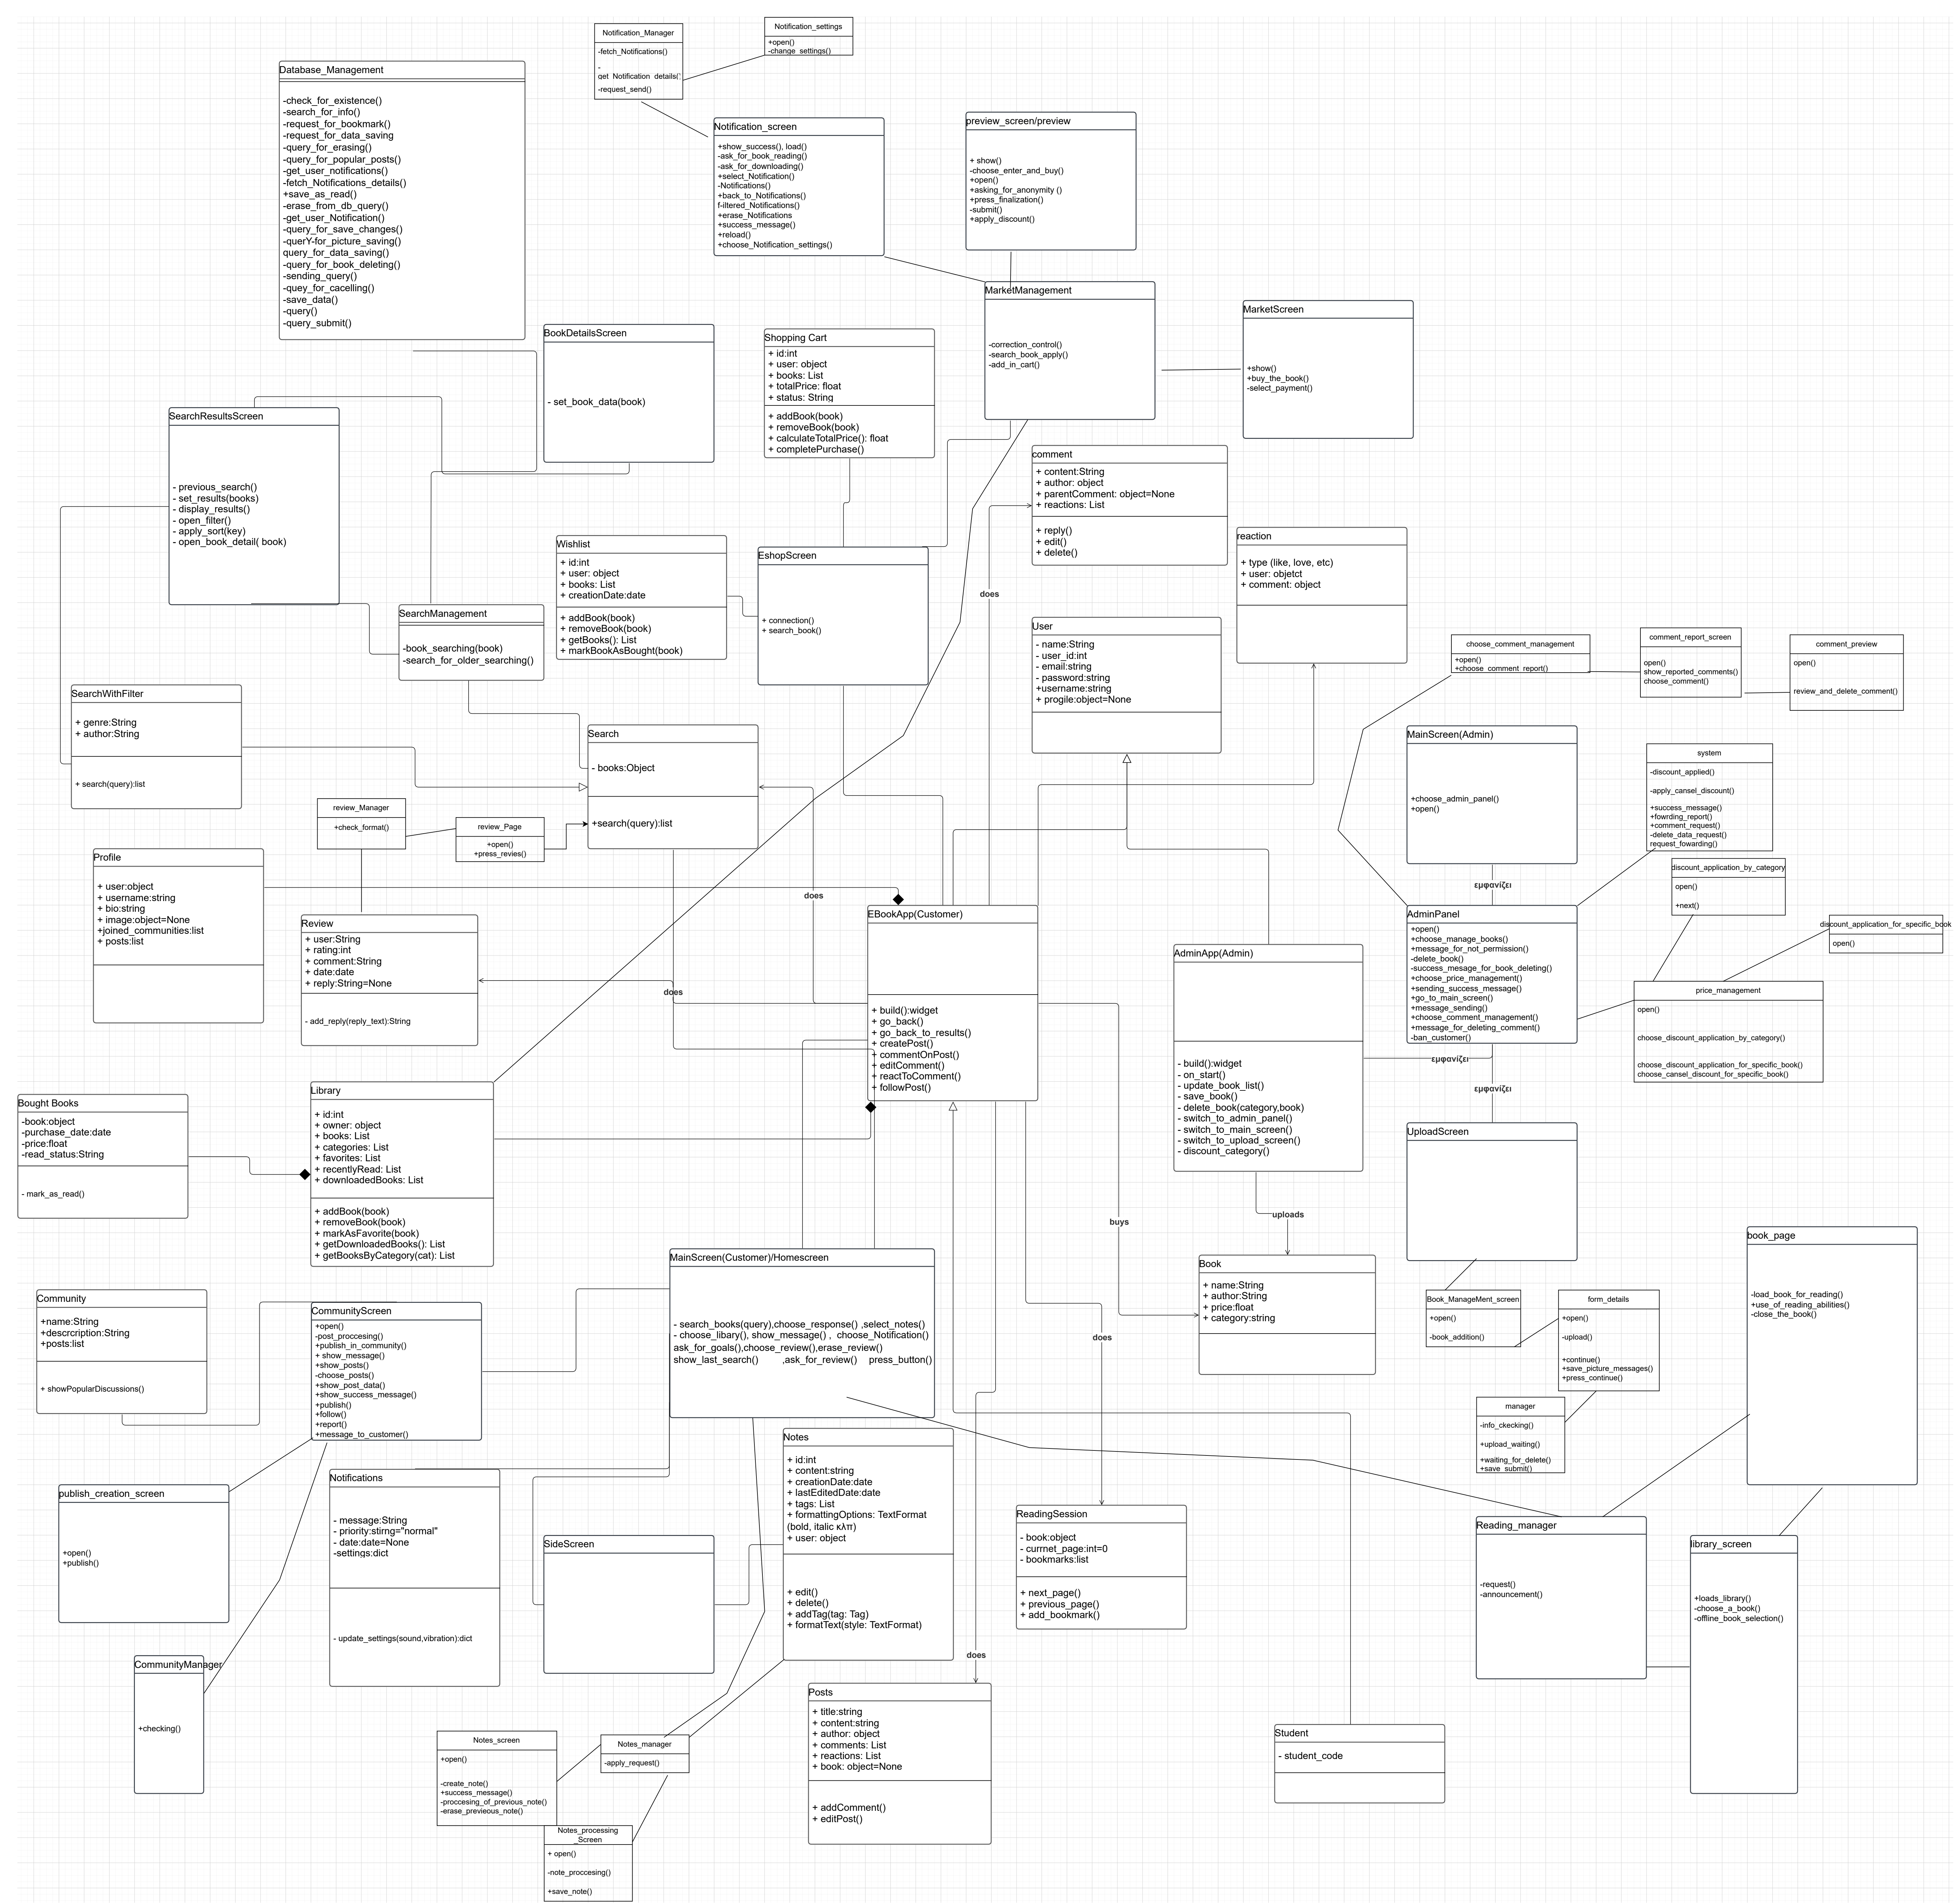 Notification_Manager
-fetch_Notifications()
-
get_Notification_details()
-request_send()
Notification_settings
+open()
-change_settings()
Database_Management
-check_for_existence()
-search_for_info()
-request_for_bookmark()
-request_for_data_saving
-query_for_erasing()
-query_for_popular_posts()
-get_user_notifications()
-fetch_Notifications_details()
+save_as_read()
-erase_from_db_query()
-get_user_Notification()
-query_for_save_changes()
-querY-for_picture_saving()
query_for_data_saving()
-query_for_book_deleting()
-sending_query()
-quey_for_cacelling()
-save_data()
-query()
-query_submit()
Notification_screen
+show_success(), load()
-ask_for_book_reading()
-ask_for_downloading()
+select_Notification()
-Notifications()
+back_to_Notifications()
f-iltered_Notifications()
+erase_Notifications
+success_message()
+reload()
+choose_Notification_settings()
preview_screen/preview
+ show()
-choose_enter_and_buy()
+open()
+asking_for_anonymity ()
+press_finalization()
-submit()
+apply_discount()
MarketManagement
-correction_control()
-search_book_apply()
-add_in_cart()
MarketScreen
+show()
+buy_the_book()
-select_payment()
BookDetailsScreen
- set_book_data(book)
Shopping Cart
+ id:int
+ user: object
+ books: List
+ totalPrice: float
+ status: String
+ addBook(book)
+ removeBook(book)
+ calculateTotalPrice(): float
+ completePurchase()
SearchResultsScreen
- previous_search()
- set_results(books)
- display_results()
- open_filter()
- apply_sort(key)
- open_book_detail( book)
comment
+ content:String
+ author: object
+ parentComment: object=None
+ reactions: List
+ reply()
+ edit()
+ delete()
reaction
+ type (like, love, etc)
+ user: objetct
+ comment: object
Wishlist
+ id:int
+ user: object
+ books: List
+ creationDate:date
+ addBook(book)
+ removeBook(book)
+ getBooks(): List
+ markBookAsBought(book)
EshopScreen
+ connection()
+ search_book()
does
SearchManagement
-book_searching(book)
-search_for_older_searching()
User
- name:String
- user_id:int
- email:string
- password:string
+username:string
+ progile:object=None
choose_comment_management
+open()
+choose_comment_report()
comment_report_screen
open()
show_reported_comments()
choose_comment()
comment_preview
open()
review_and_delete_comment()
SearchWithFilter
+ genre:String
+ author:String
+ search(query):list
Search
- books:Object
+search(query):list
MainScreen(Admin)
+choose_admin_panel()
+open()
system
-discount_applied()
-apply_cansel_discount()
+success_message()
+fowrding_report()
+comment_request()
-delete_data_request()
request_fowarding()
review_Manager
+check_format()
review_Page
+open()
+press_revies()
Profile
+ user:object
+ username:string
+ bio:string
+ image:object=None
+joined_communities:list
+ posts:list
does
εμφανίζει
discount_application_by_category
open()
+next()
discount_application_for_specific_book
open()
Review
+ user:String
+ rating:int
+ comment:String
+ date:date
+ reply:String=None
- add_reply(reply_text):String
does
EBookApp(Customer)
+ build():widget
+ go_back()
+ go_back_to_results()
+ createPost()
+ commentOnPost()
+ editComment()
+ reactToComment()
+ followPost()
AdminApp(Admin)
- build():widget
- on_start()
- update_book_list()
- save_book()
- delete_book(category,book)
- switch_to_admin_panel()
- switch_to_main_screen()
- switch_to_upload_screen()
- discount_category()
AdminPanel
+open()
+choose_manage_books()
+message_for_not_permission()
-delete_book()
-success_mesage_for_book_deleting()
+choose_price_management()
+sending_success_message()
+go_to_main_screen()
+message_sending()
+choose_comment_management()
+message_for_deleting_comment()
-ban_customer()
price_management
open()
choose_discount_application_by_category()
choose_discount_application_for_specific_book()
choose_cansel_discount_for_specific_book()
εμφανίζει
εμφανίζει
Bought Books
-book:object
-purchase_date:date
-price:float
-read_status:String
- mark_as_read()
Library
+ id:int
+ owner: object
+ books: List
+ categories: List
+ favorites: List
+ recentlyRead: List
+ downloadedBooks: List
+ addBook(book)
+ removeBook(book)
+ markAsFavorite(book)
+ getDownloadedBooks(): List
+ getBooksByCategory(cat): List
buys
uploads
UploadScreen
Book
+ name:String
+ author:String
+ price:float
+ category:string
MainScreen(Customer)/Homescreen
- search_books(query),choose_response() ,select_notes()
- choose_libary(), show_message() , choose_Notification()
ask_for_goals(),choose_review(),erase_review()
show_last_search() ,ask_for_review() press_button()
does
book_page
-load_book_for_reading()
+use_of_reading_abilities()
-close_the_book()
Community
+name:String
+descrcription:String
+posts:list
+ showPopularDiscussions()
CommunityScreen
+open()
-post_proccesing()
+publish_in_community()
+ show_message()
+show_posts()
-choose_posts()
+show_post_data()
+show_success_message()
+publish()
+follow()
+report()
+message_to_customer()
Book_ManageMent_screen
+open()
-book_addition()
form_details
+open()
-upload()
+continue()
+save_picture_messages()
+press_continue()
manager
-info_ckecking()
+upload_waiting()
+waiting_for_delete()
+save_submit()
publish_creation_screen
+open()
+publish()
Notifications
- message:String
- priority:stirng="normal"
- date:date=None
-settings:dict
- update_settings(sound,vibration):dict
SideScreen
Notes
+ id:int
+ content:string
+ creationDate:date
+ lastEditedDate:date
+ tags: List
+ formattingOptions: TextFormat
(bold, italic κλπ)
+ user: object
+ edit()
+ delete()
+ addTag(tag: Tag)
+ formatText(style: TextFormat)
ReadingSession
- book:object
- currnet_page:int=0
- bookmarks:list
+ next_page()
+ previous_page()
+ add_bookmark()
Reading_manager
-request()
-announcement()
library_screen
+loads_library()
-choose_a_book()
-offline_book_selection()
CommunityManager
+checking()
does
Posts
+ title:string
+ content:string
+ author: object
+ comments: List
+ reactions: List
+ book: object=None
+ addComment()
+ editPost()
Student
- student_code
Notes_screen
+open()
-create_note()
+success_message()
-proccesing_of_previous_note()
-erase_previeous_note()
Notes_manager
-apply_request()
Notes_processing
_Screen
+ open()
-note_proccesing()
+save_note()